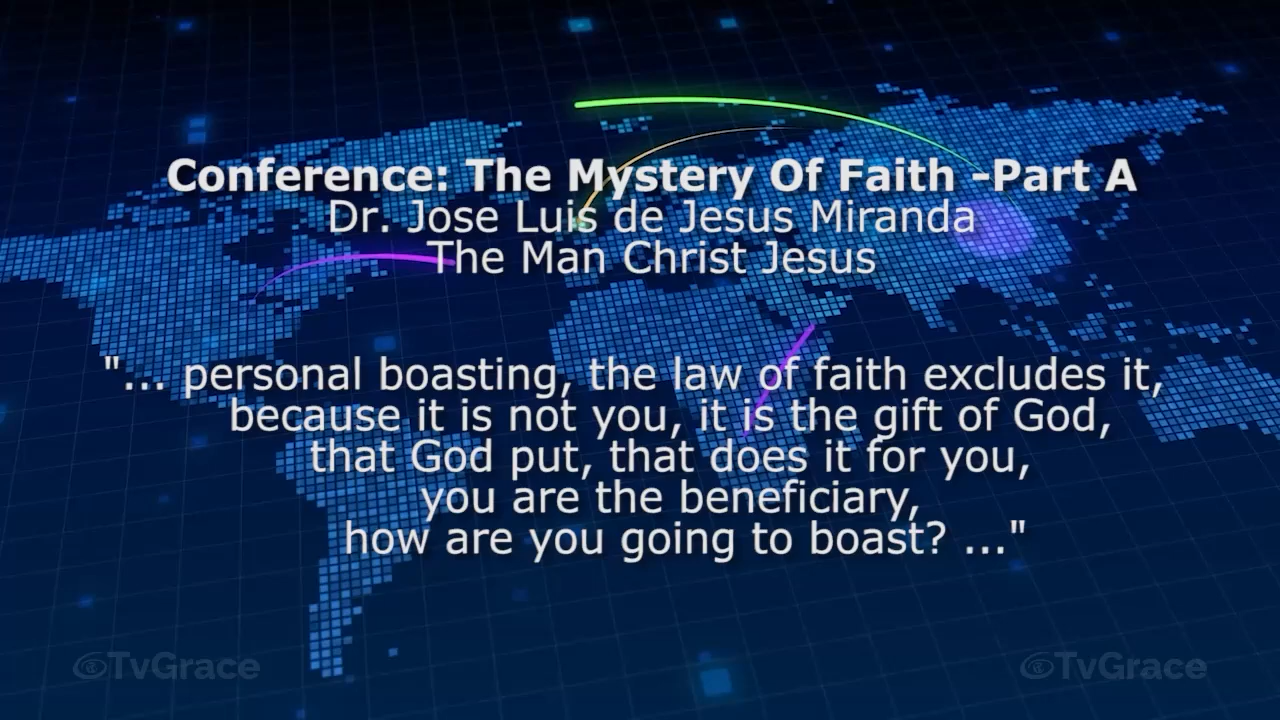 Conference: The Mystery Of Faith -Part A
Dr. Jose Luis de Jesus Miranda
The Man Christ Jesus
"... personal boasting, the law of faith excludes it,
because it is not you, it is the gift of God,
that God put, that does it for you,
you are the beneficiary,
how are you going to boast? ..."
TvGrace
TvGrace